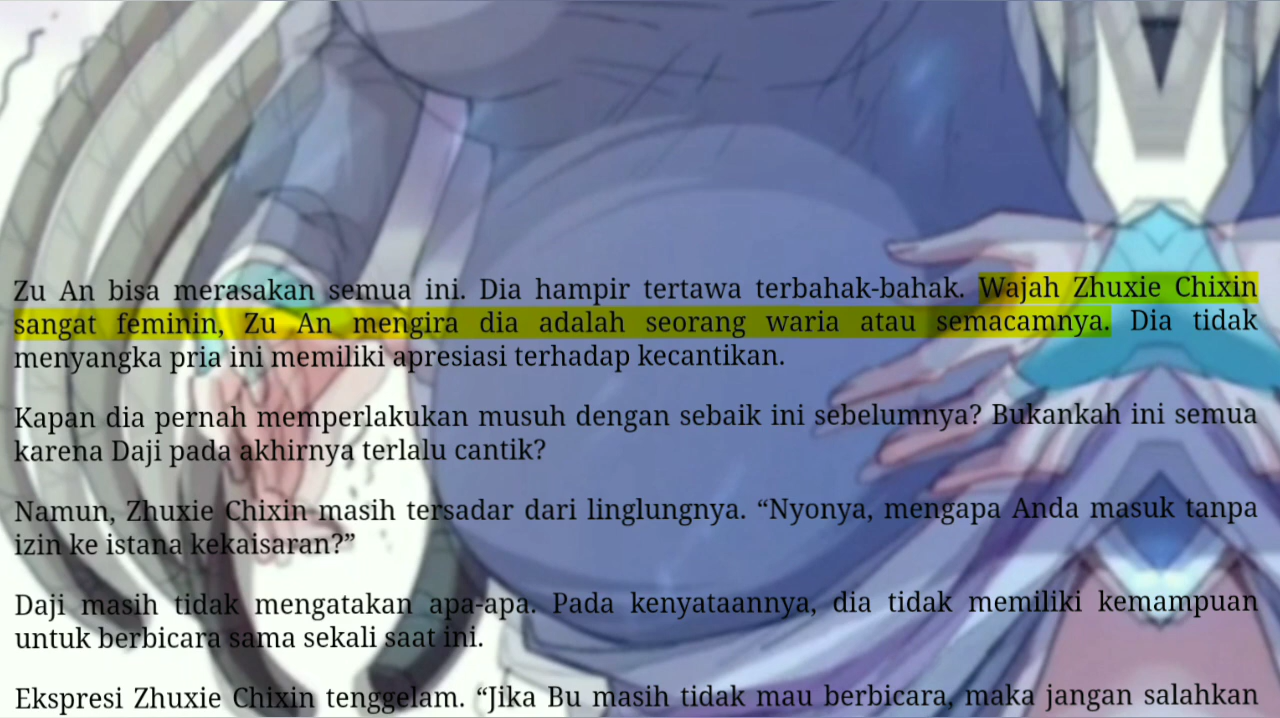 Zu An bisa merasakan semua ini. Dia hampir tertawa terbahak-bahak. Wajah Zhuxie Chixin
sangat feminin, Zu An mengira dia adalah seorang waria atau semacamnya. Dia tidak
menyangka pria ini memiliki apresiasi terhadap kecantikan.
Kapan dia pernah memperlakukan musuh dengan sebaik ini sebelumnya? Bukankah ini semua
karena Daji pada akhirnya terlalu cantik?
Namun, Zhuxie Chixin masih tersadar dari linglungnya. “Nyonya, mengapa Anda masuk tanpa
izin ke istana kekaisaran?”
Daji masih tidak mengatakan apa-apa. Pada kenyataannya, dia tidak memiliki kemampuan
untuk berbicara sama sekali saat ini.
Ekspresi Zhuxie Chixin tenggelam. “Jika Bu masih tidak mau berbicara, maka jangan salahkan